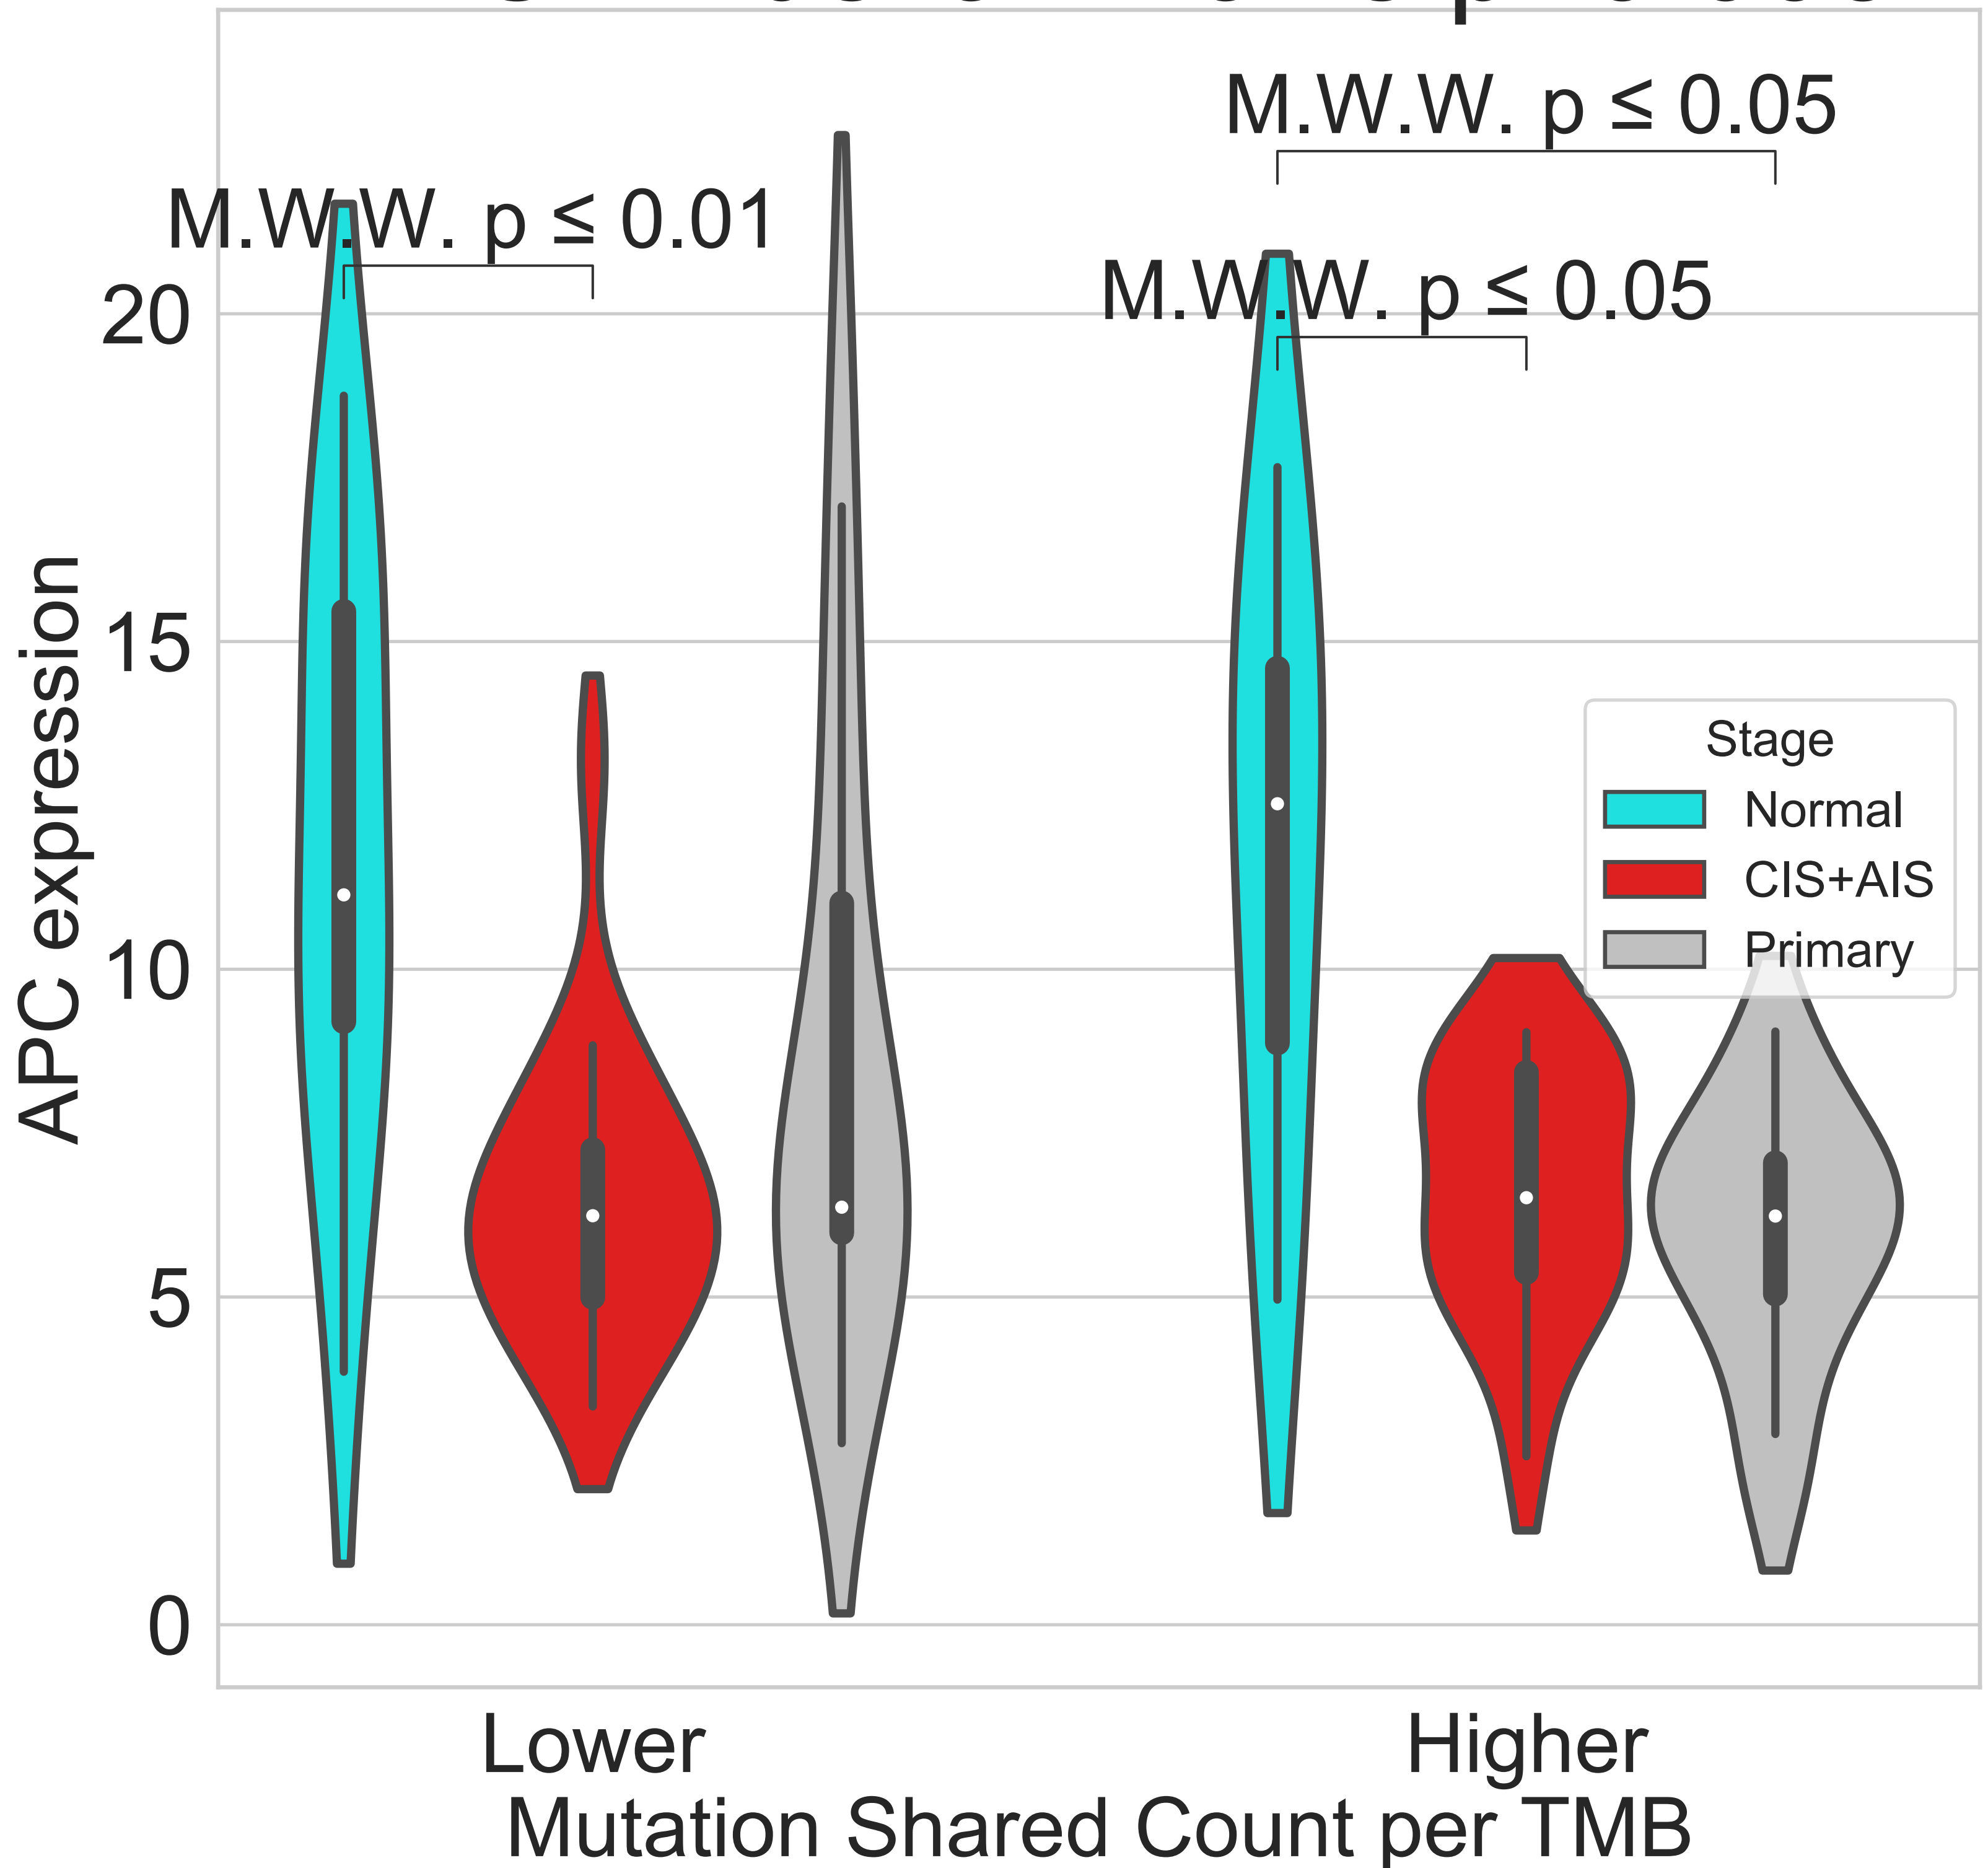 M.W.W. p ≤ 0.05
M.W.W. p ≤ 0.01
M.W.W. p ≤ 0.05
20
15
10
5
0
APC expression
Stage
Normal
CIS+AIS
Primary
Lower
Higher
Mutation Shared Count per TMB